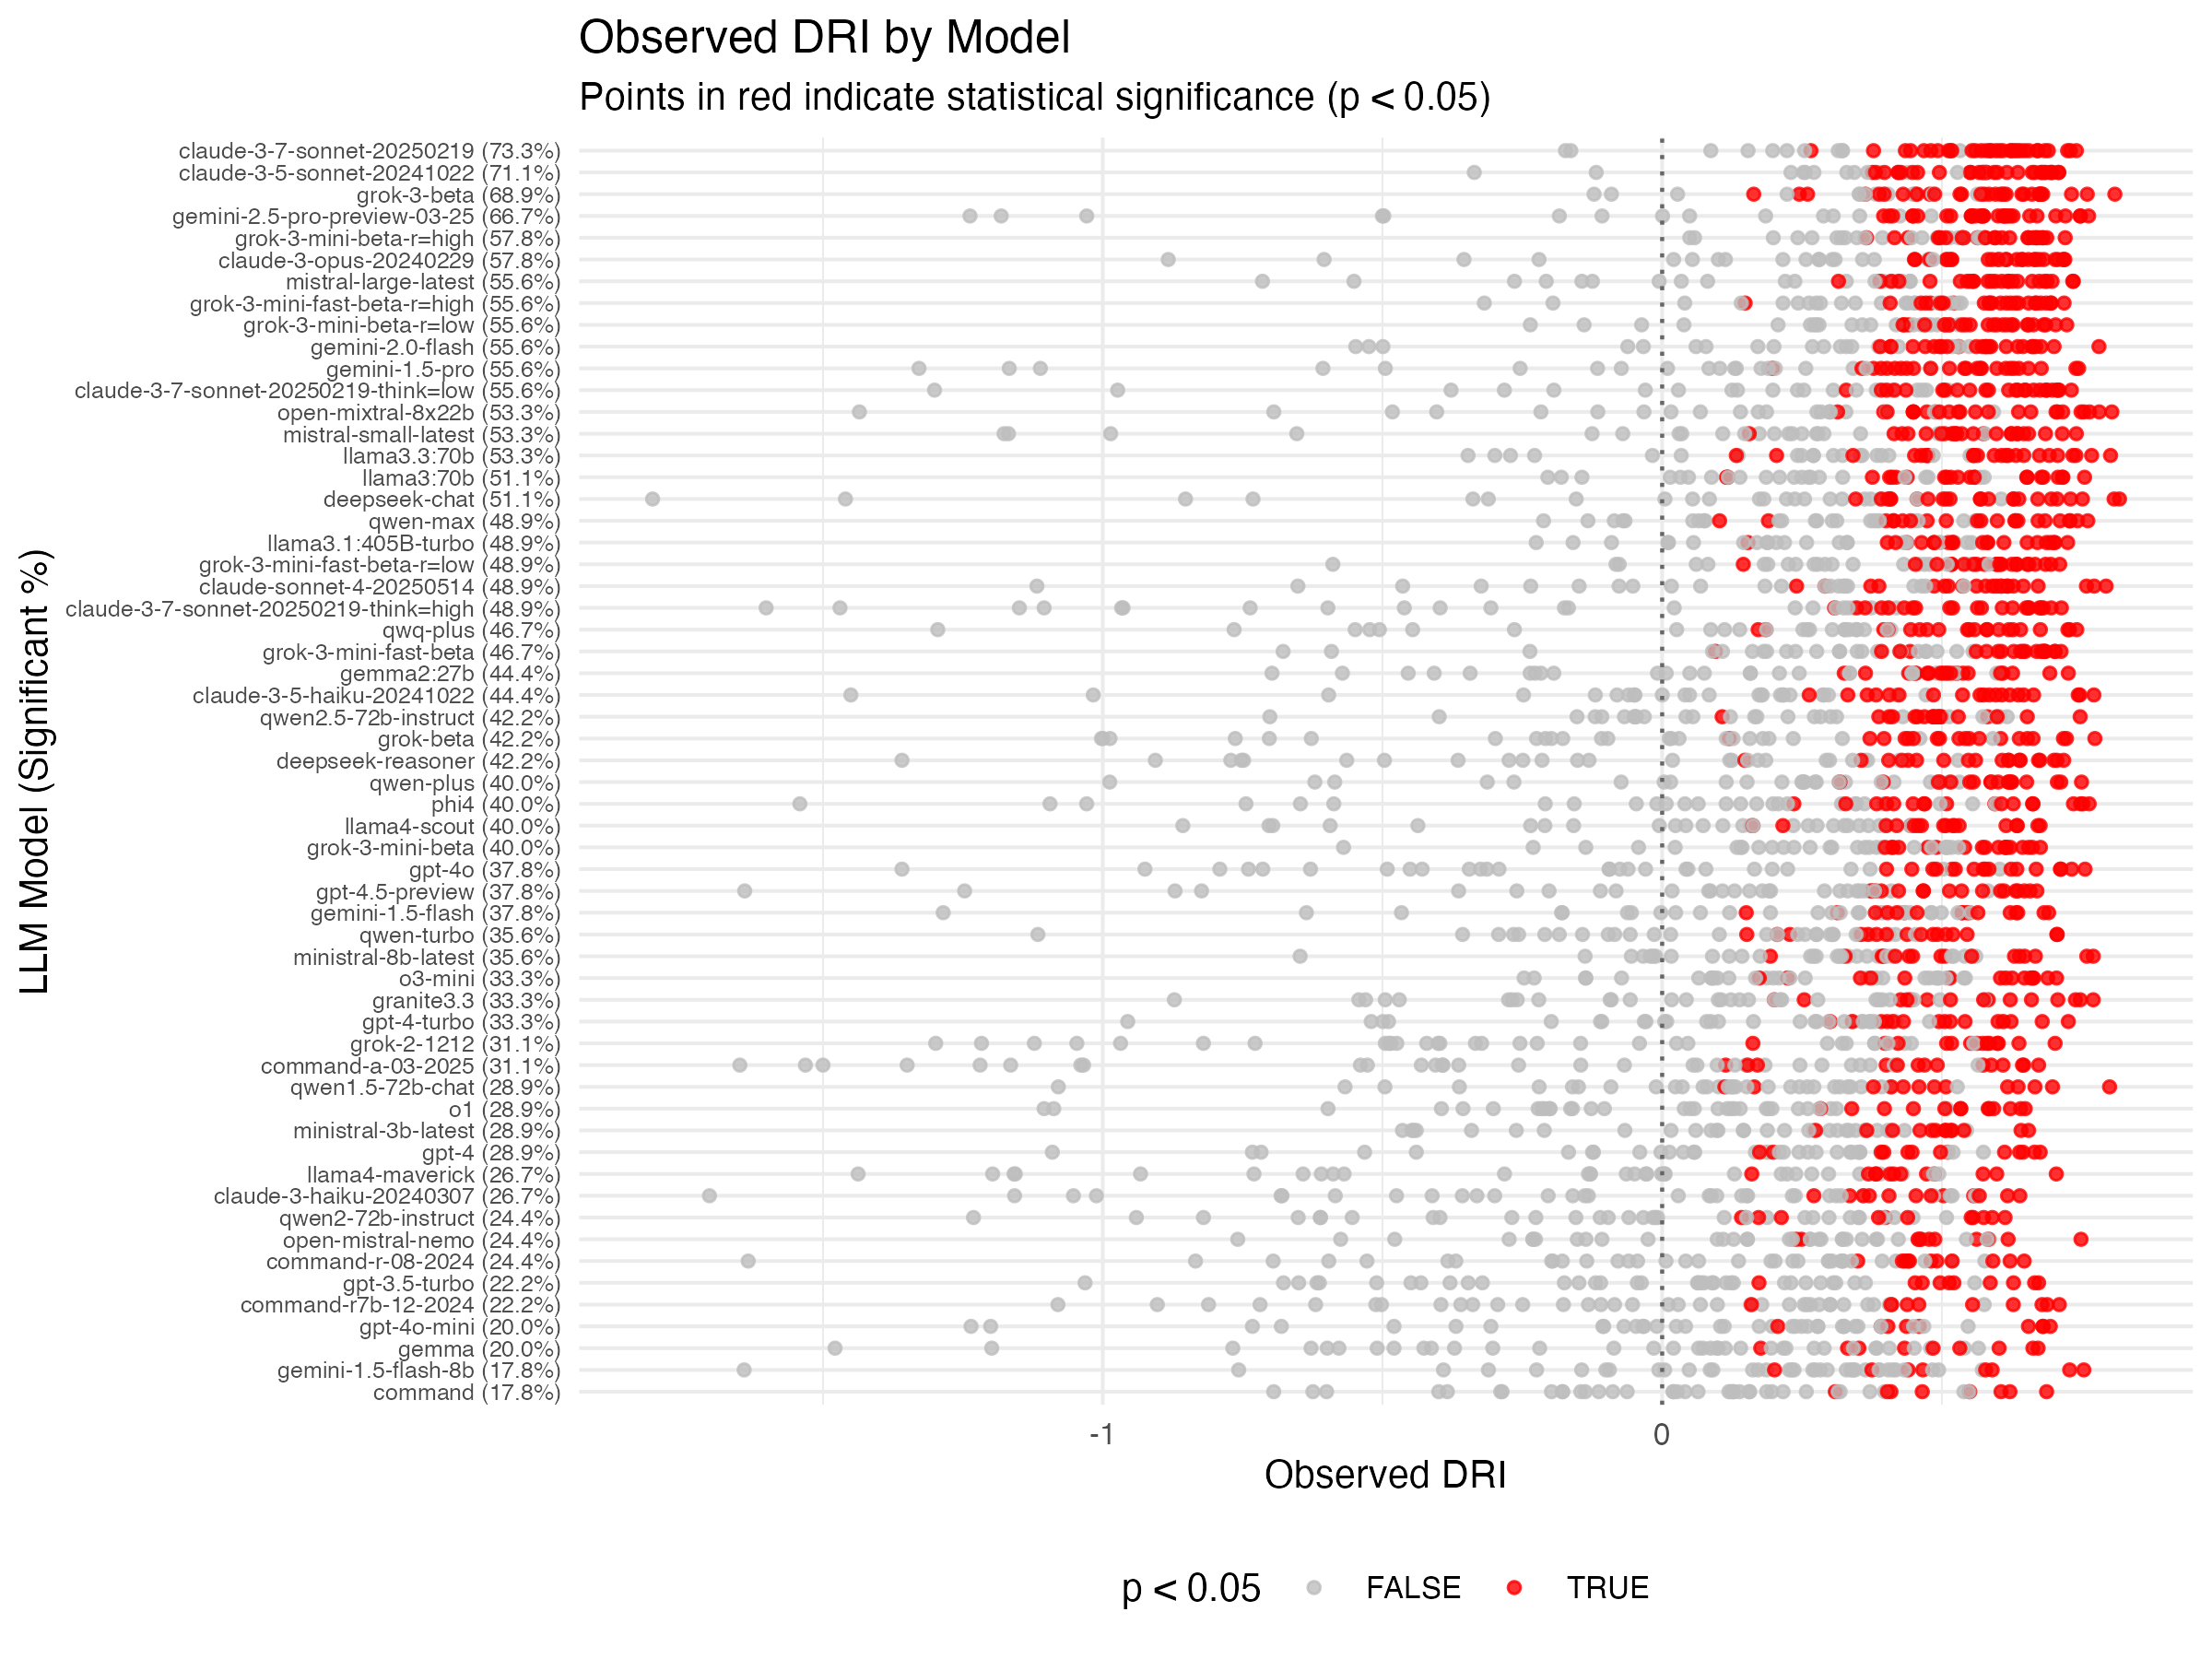 Observed DRI by Model
Points in red indicate statistical significance (p < 0.05)
claude-3-7-sonnet-20250219 (73.3%)
claude-3-5-sonnet-20241022 (71.1%)
grok-3-beta (68.9%)
gemini-2.5-pro-preview-03-25 (66.7%)
grok-3-mini-beta-r=high (57.8%)
claude-3-opus-20240229 (57.8%)
mistral-large-latest (55.6%)
grok-3-mini-fast-beta-r=high (55.6%)
grok-3-mini-beta-r=low (55.6%)
gemini-2.0-flash (55.6%)
gemini-1.5-pro (55.6%)
claude-3-7-sonnet-20250219-think=low (55.6%)
open-mixtral-8x22b (53.3%)
mistral-small-latest (53.3%)
llama3.3:70b (53.3%)
llama3:70b (51.1%)
deepseek-chat (51.1%)
qwen-max (48.9%)
llama3.1:405B-turbo (48.9%)
grok-3-mini-fast-beta-r=low (48.9%)
claude-sonnet-4-20250514 (48.9%)
claude-3-7-sonnet-20250219-think=high (48.9%)
qwq-plus (46.7%)
grok-3-mini-fast-beta (46.7%)
gemma2:27b (44.4%)
claude-3-5-haiku-20241022 (44.4%)
qwen2.5-72b-instruct (42.2%)
grok-beta (42.2%)
deepseek-reasoner (42.2%)
qwen-plus (40.0%)
phi4 (40.0%)
llama4-scout (40.0%)
grok-3-mini-beta (40.0%)
gpt-4o (37.8%)
gpt-4.5-preview (37.8%)
gemini-1.5-flash (37.8%)
qwen-turbo (35.6%)
ministral-8b-latest (35.6%)
o3-mini (33.3%)
granite3.3 (33.3%)
gpt-4-turbo (33.3%)
grok-2-1212 (31.1%)
command-a-03-2025 (31.1%)
qwen1.5-72b-chat (28.9%)
o1 (28.9%)
ministral-3b-latest (28.9%)
gpt-4 (28.9%)
llama4-maverick (26.7%)
claude-3-haiku-20240307 (26.7%)
qwen2-72b-instruct (24.4%)
open-mistral-nemo (24.4%)
command-r-08-2024 (24.4%)
gpt-3.5-turbo (22.2%)
command-r7b-12-2024 (22.2%)
gpt-4o-mini (20.0%)
gemma (20.0%)
gemini-1.5-flash-8b (17.8%)
command (17.8%)
LLM Model (Significant %)
-1 0
Observed DRI
p < 0.05 FALSE TRUE